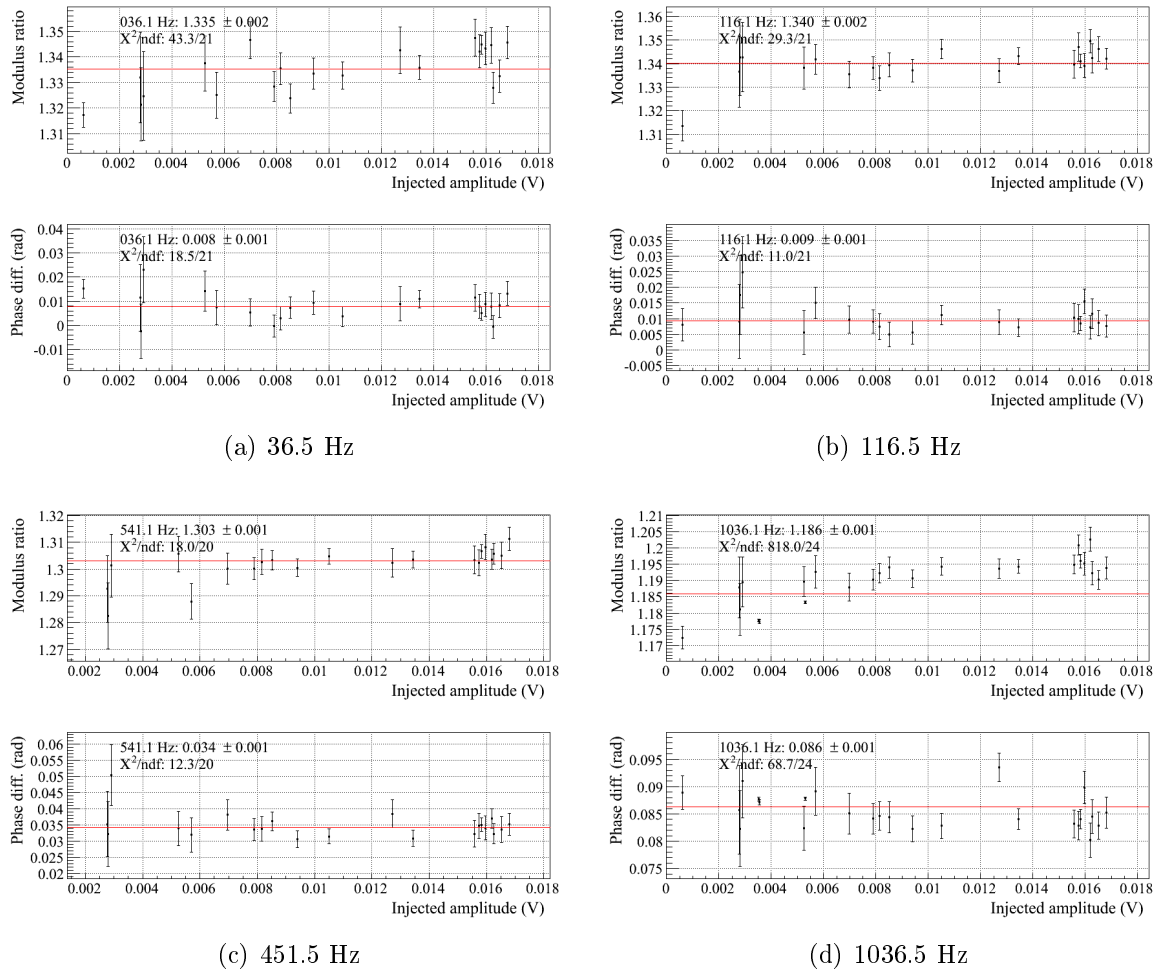 Modulus ratio
036.1 Hz: 1.335 ± 0.002
X²/ndf: 43.3/21
1.35
1.34
1.33
1.32
1.31
0 0.002 0.004 0.006 0.008 0.01 0.012 0.014 0.016 0.018
Injected amplitude (V)
Phase diff. (rad)
036.1 Hz: 0.008 ± 0.001
X²/ndf: 18.5/21
0.04
0.03
0.02
0.01
0
-0.01
0 0.002 0.004 0.006 0.008 0.01 0.012 0.014 0.016 0.018
Injected amplitude (V)
(a) 36.5 Hz
Modulus ratio
116.1 Hz: 1.340 ± 0.002
X²/ndf: 29.3/21
1.36
1.35
1.34
1.33
1.32
1.31
0 0.002 0.004 0.006 0.008 0.01 0.012 0.014 0.016 0.018
Injected amplitude (V)
Phase diff. (rad)
116.1 Hz: 0.009 ± 0.001
X²/ndf: 11.0/21
0.035
0.03
0.025
0.02
0.015
0.01
0.005
0
-0.005
0 0.002 0.004 0.006 0.008 0.01 0.012 0.014 0.016 0.018
Injected amplitude (V)
(b) 116.5 Hz
Modulus ratio
541.1 Hz: 1.303 ± 0.001
X²/ndf: 18.0/20
1.32
1.31
1.3
1.29
1.28
1.27
0.002 0.004 0.006 0.008 0.01 0.012 0.014 0.016 0.018
Injected amplitude (V)
Phase diff. (rad)
541.1 Hz: 0.034 ± 0.001
X²/ndf: 12.3/20
0.06
0.055
0.05
0.045
0.04
0.035
0.03
0.025
0.02
0.002 0.004 0.006 0.008 0.01 0.012 0.014 0.016 0.018
Injected amplitude (V)
(c) 451.5 Hz
Modulus ratio
1036.1 Hz: 1.186 ± 0.001
X²/ndf: 818.0/24
1.21
1.205
1.2
1.195
1.19
1.185
1.18
1.175
1.17
0 0.002 0.004 0.006 0.008 0.01 0.012 0.014 0.016 0.018
Injected amplitude (V)
Phase diff. (rad)
1036.1 Hz: 0.086 ± 0.001
X²/ndf: 68.7/24
0.095
0.09
0.085
0.08
0.075
0 0.002 0.004 0.006 0.008 0.01 0.012 0.014 0.016 0.018
Injected amplitude (V)
(d) 1036.5 Hz